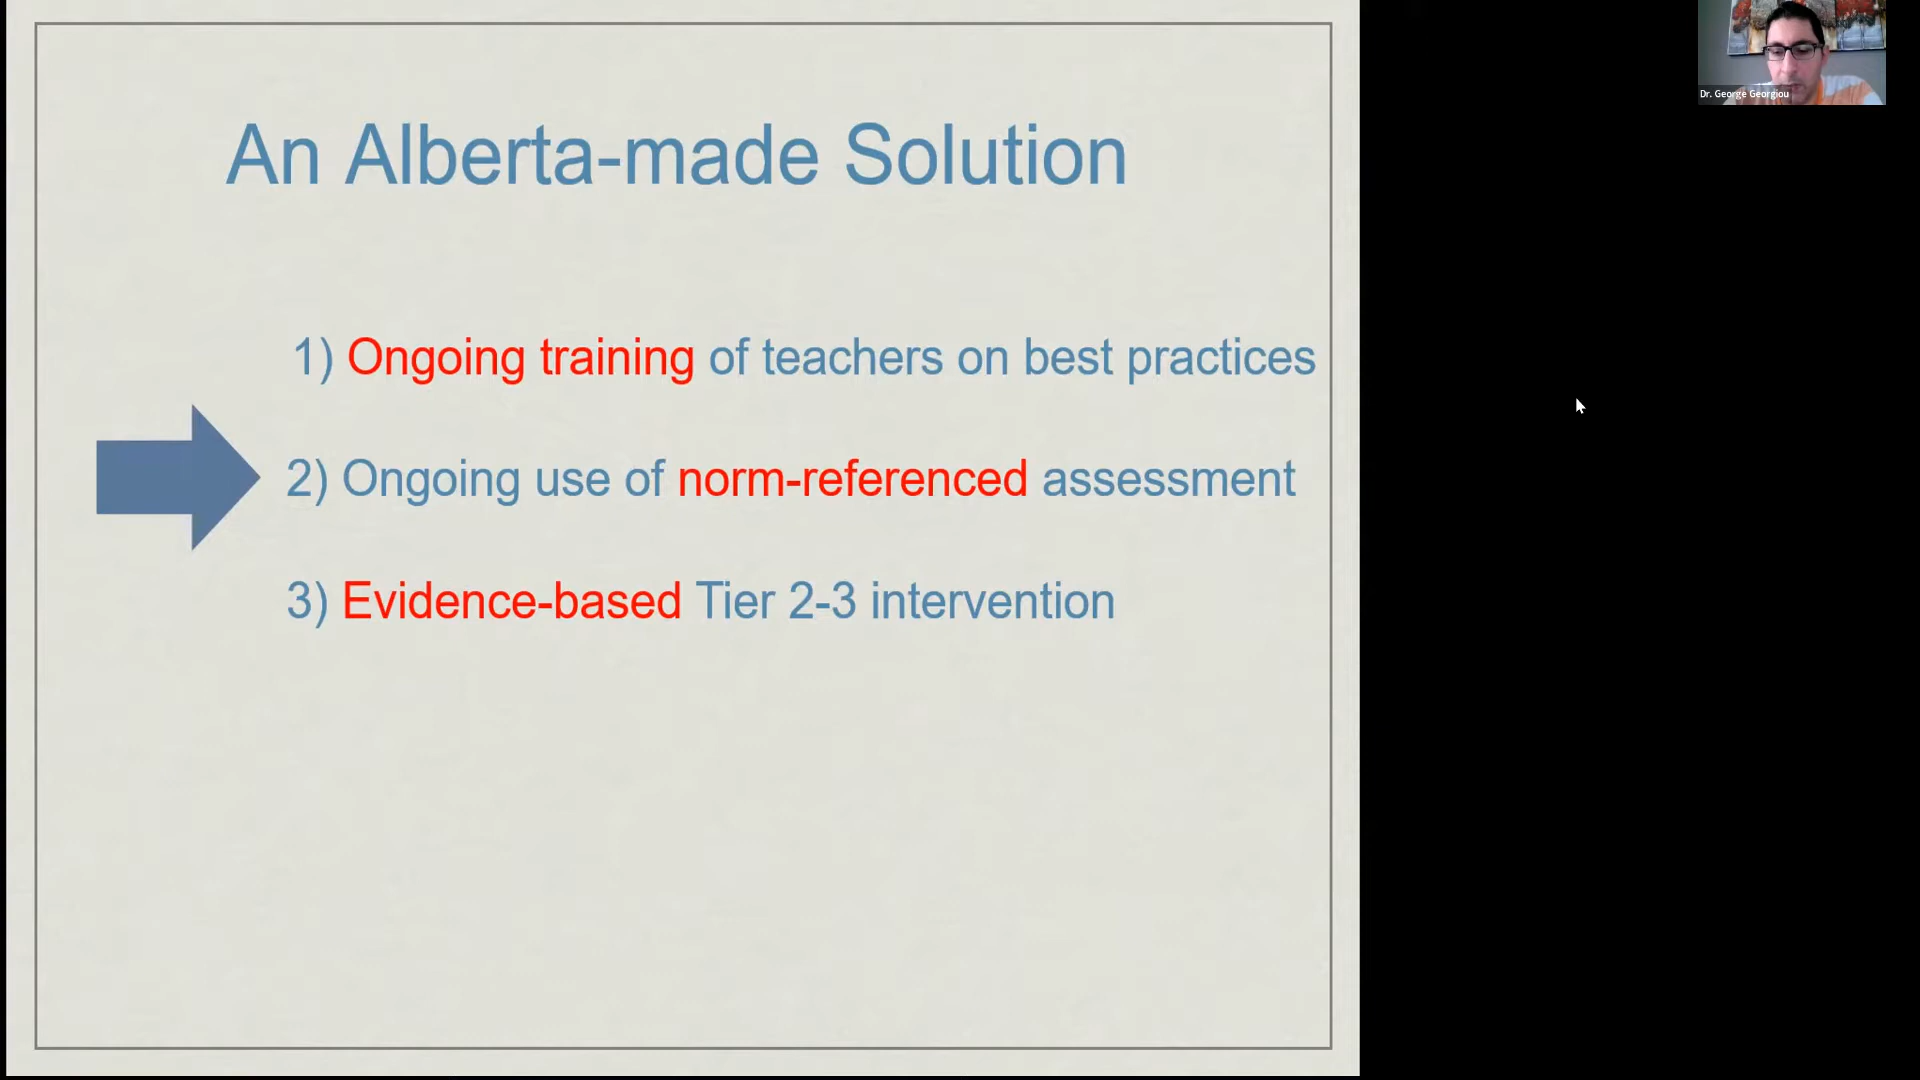 An Alberta-made Solution
1) Ongoing training of teachers on best practices
2) Ongoing use of norm-referenced assessment
3) Evidence-based Tier 2-3 intervention
Dr. George Georgiou